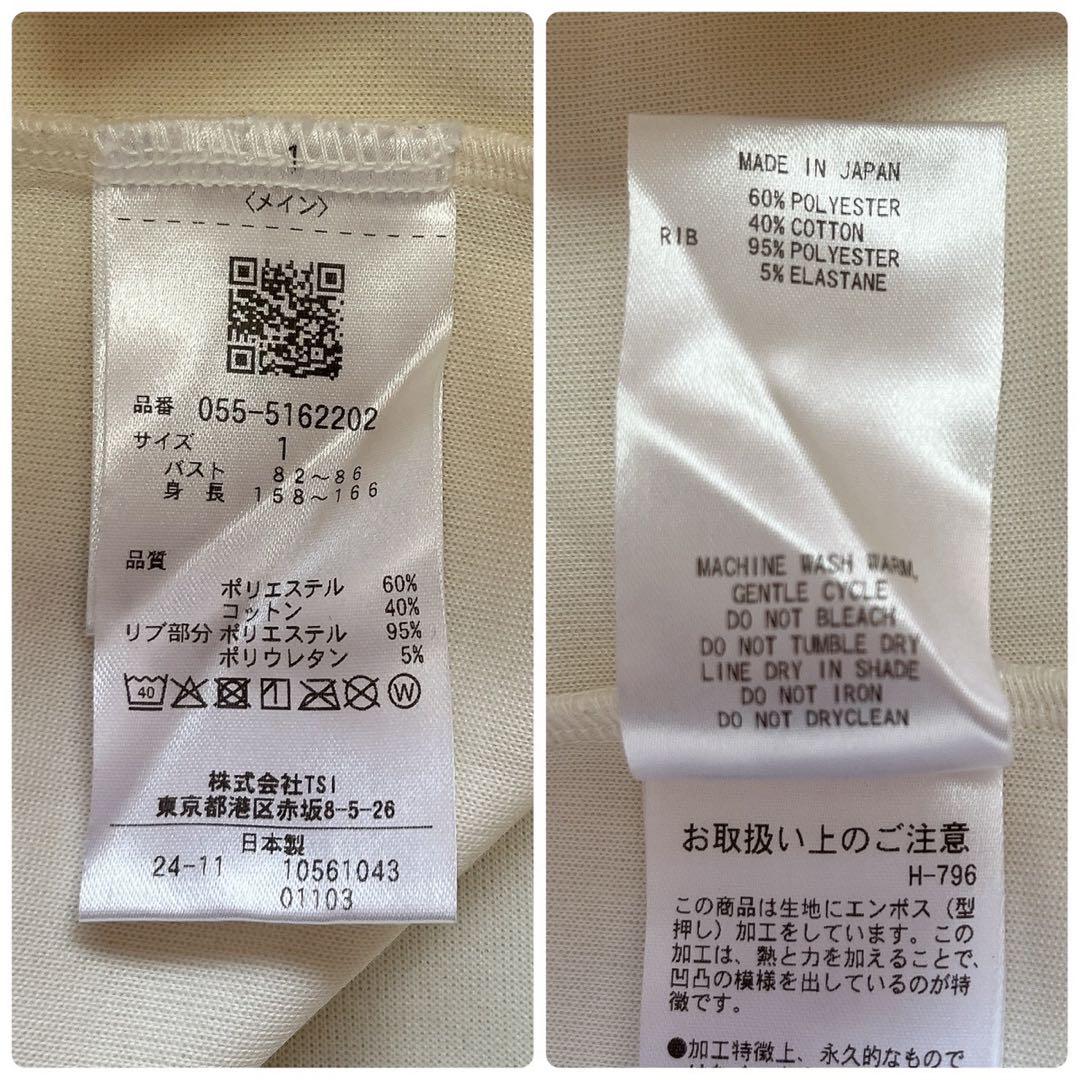 1
〈メイン〉
品番 055-5162202
サイズ 1
バスト 82～86
身長 158～166
品質
ポリエステル 60%
コットン 40%
リブ部分 ポリエステル 95%
ポリウレタン 5%
40
W
株式会社TSI
東京都港区赤坂8-5-26
日本製
24-11 10561043
01103
MADE IN JAPAN
60% POLYESTER
40% COTTON
RIB 95% POLYESTER
5% ELASTANE
MACHINE WASH WARM,
GENTLE CYCLE
DO NOT BLEACH
DO NOT TUMBLE DRY
LINE DRY IN SHADE
DO NOT IRON
DO NOT DRYCLEAN
お取扱い上のご注意
H-796
この商品は生地にエンボス（型
押し）加工をしています。この
加工は、熱と力を加えることで、
凹凸の模様を出しているのが特
徴です。
●加工特徴上、永久的なもので